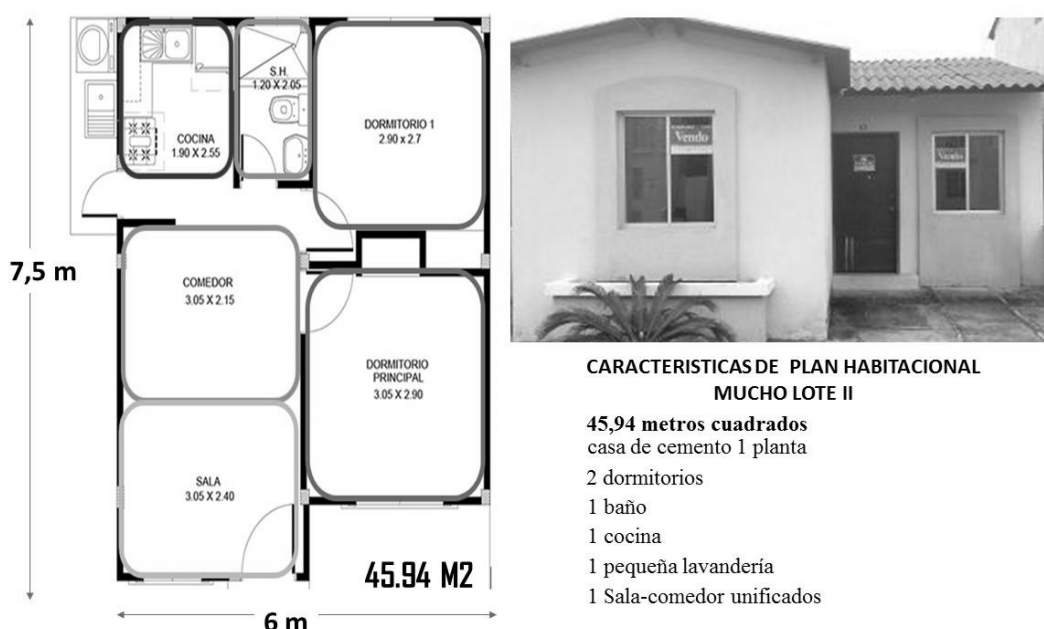 COCINA
1.90 X 2.55
S.H.
1.20 X 2.05
DORMITORIO 1
2.90 x 2.7
7,5 m
COMEDOR
3.05 X 2.15
DORMITORIO
PRINCIPAL
3.05 X 2.90
SALA
3.05 X 2.40
45.94 M2
6 m
Vendo
Vendo
CARACTERISTICAS DE PLAN HABITACIONAL
MUCHO LOTE II
45,94 metros cuadrados
casa de cemento 1 planta
2 dormitorios
1 baño
1 cocina
1 pequeña lavandería
1 Sala-comedor unificados